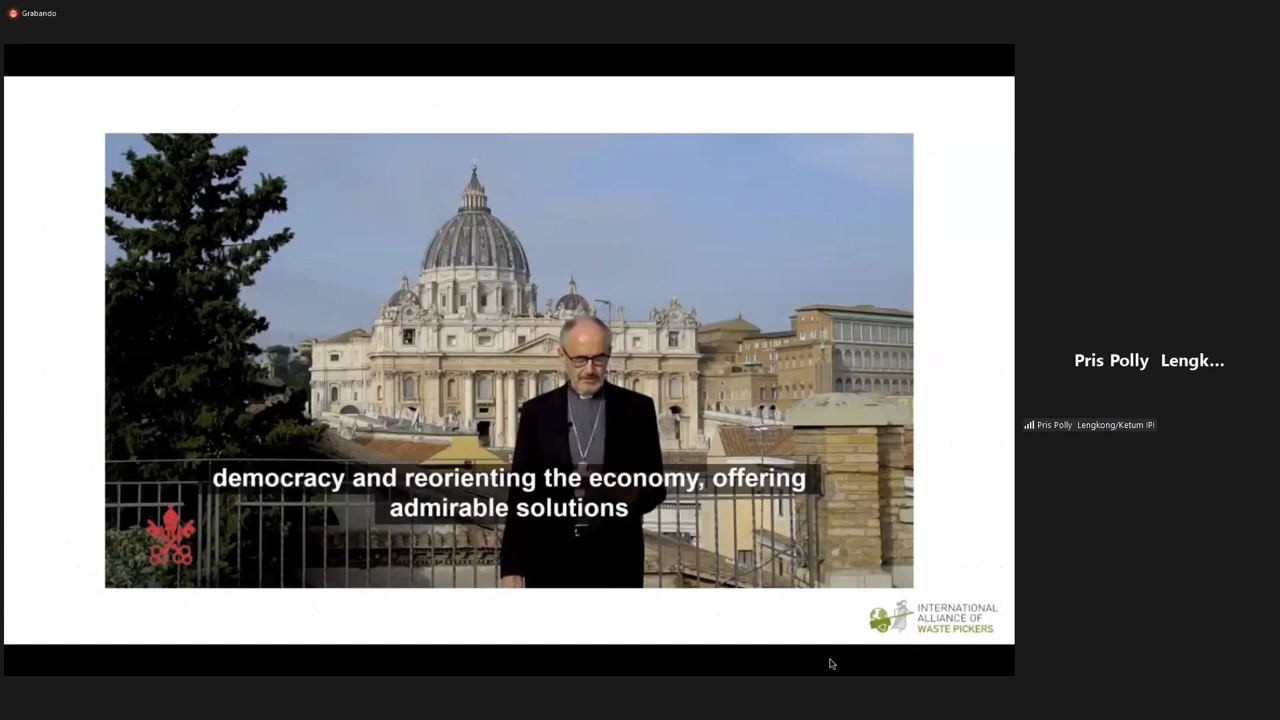 Grabando
democracy and reorienting the economy, offering
admirable solutions
INTERNATIONAL
ALLIANCE OF
WASTE PICKERS
Pris Polly Lengk...
Pris Polly Lengkong/Ketum IPI